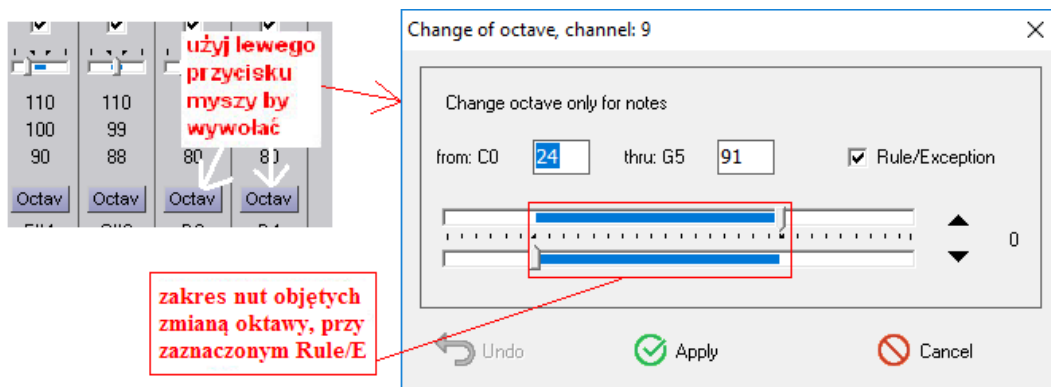 użyj lewego
przycisku
myszy by
wywołać
110 110
100 99
90 88 80 80
Octav Octav Octav Octav
Change of octave, channel: 9
Change octave only for notes
from: C0 24 thru: G5 91 Rule/Exception
0
zakres nut objętych
zmianą oktawy, przy
zaznaczonym Rule/E
Undo Apply Cancel